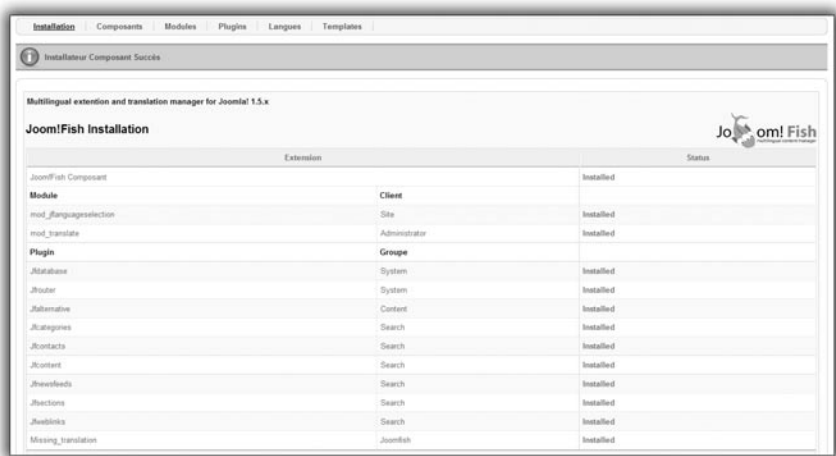 Installation Composants Modules Plugins Langues Templates
Installateur Composant Succès
Multilingual extention and translation manager for Joomla! 1.5.x
Joom!Fish Installation
Joom! Fish
multilingual content manager
Extension Status
Joom!Fish Composant Installed
Module Client
mod_jflanguageselection Site Installed
mod_translate Administrator Installed
Plugin Groupe
Jfdatabase System Installed
Jfrouter System Installed
Jfalternative Content Installed
Jfcategories Search Installed
Jfcontacts Search Installed
Jfcontent Search Installed
Jfnewsfeeds Search Installed
Jfsections Search Installed
Jfweblinks Search Installed
Missing_translation Joomfish Installed